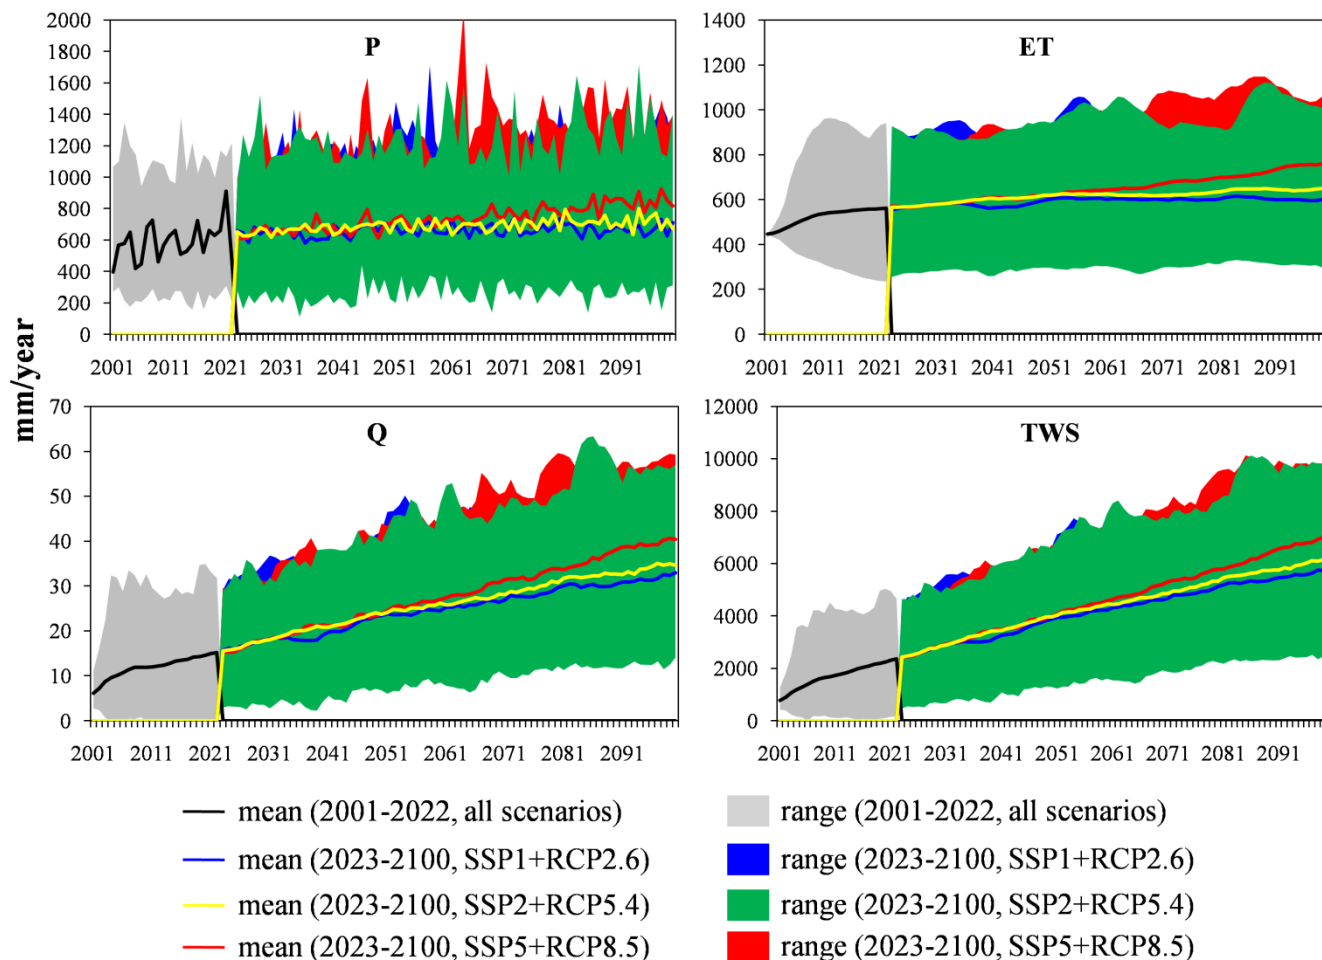 P
2000
1800
1600
1400
1200
1000
800
600
400
200
0
2001 2011 2021 2031 2041 2051 2061 2071 2081 2091
ET
1400
1200
1000
800
600
400
200
0
2001 2011 2021 2031 2041 2051 2061 2071 2081 2091
mm/year
Q
70
60
50
40
30
20
10
0
2001 2011 2021 2031 2041 2051 2061 2071 2081 2091
TWS
12000
10000
8000
6000
4000
2000
0
2001 2011 2021 2031 2041 2051 2061 2071 2081 2091
mean (2001-2022, all scenarios)
mean (2023-2100, SSP1+RCP2.6)
mean (2023-2100, SSP2+RCP5.4)
mean (2023-2100, SSP5+RCP8.5)
range (2001-2022, all scenarios)
range (2023-2100, SSP1+RCP2.6)
range (2023-2100, SSP2+RCP5.4)
range (2023-2100, SSP5+RCP8.5)